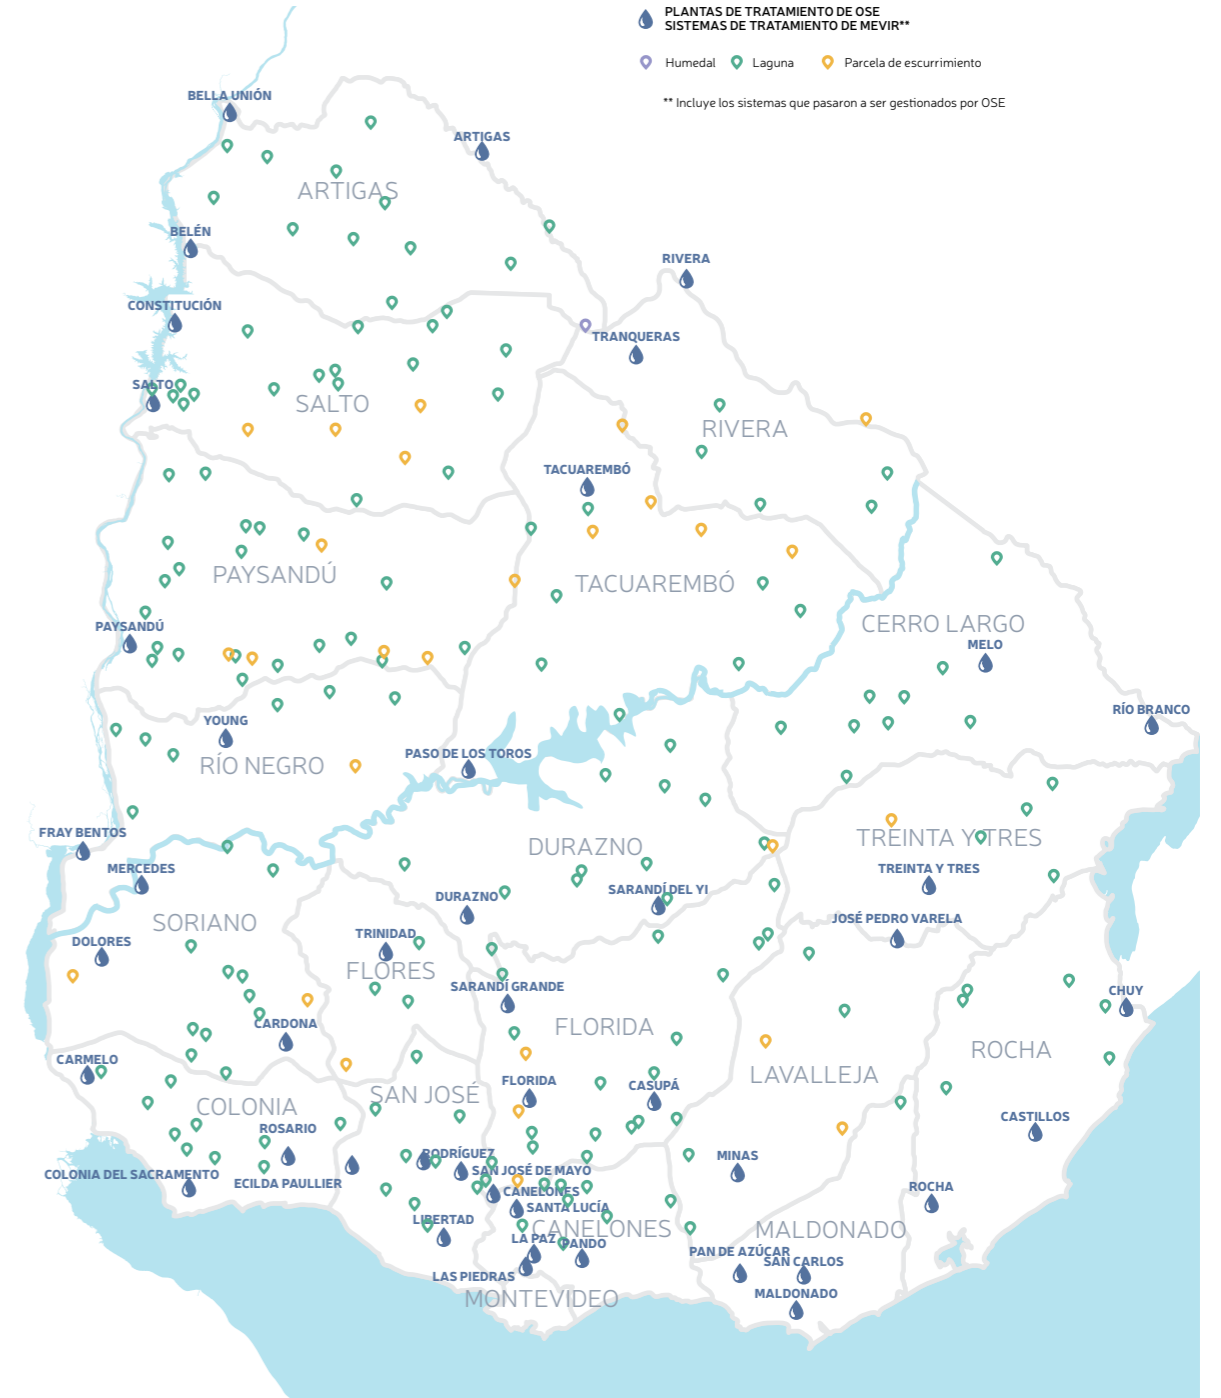 PLANTAS DE TRATAMIENTO DE OSE
SISTEMAS DE TRATAMIENTO DE MEVIR**
Humedal
Laguna
Parcela de escurrimiento
** Incluye los sistemas que pasaron a ser gestionados por OSE
BELLA UNIÓN
ARTIGAS
ARTIGAS
BELÉN
RIVERA
CONSTITUCIÓN
TRANQUERAS
SALTO
SALTO
RIVERA
TACUAREMBÓ
PAYSANDÚ
TACUAREMBÓ
CERRO LARGO
PAYSANDÚ
MELO
RÍO BRANCO
YOUNG
PASO DE LOS TOROS
RÍO NEGRO
FRAY BENTOS
DURAZNO
TREINTA Y TRES
MERCEDES
TREINTA Y TRES
SARANDÍ DEL YI
DURAZNO
SORIANO
JOSÉ PEDRO VARELA
TRINIDAD
DOLORES
FLORES
SARANDÍ GRANDE
CHUY
CARDONA
FLORIDA
ROCHA
CARMELO
LAVALLEJA
FLORIDA
CASUPÁ
SAN JOSÉ
COLONIA
CASTILLOS
ROSARIO
RODRÍGUEZ
MINAS
SAN JOSÉ DE MAYO
COLONIA DEL SACRAMENTO
ECILDA PAULLIER
ROCHA
CANELONES
SANTA LUCÍA
LIBERTAD
CANELONES
MALDONADO
LA PAZ
PANDO
PAN DE AZÚCAR
SAN CARLOS
LAS PIEDRAS
MALDONADO
MONTEVIDEO